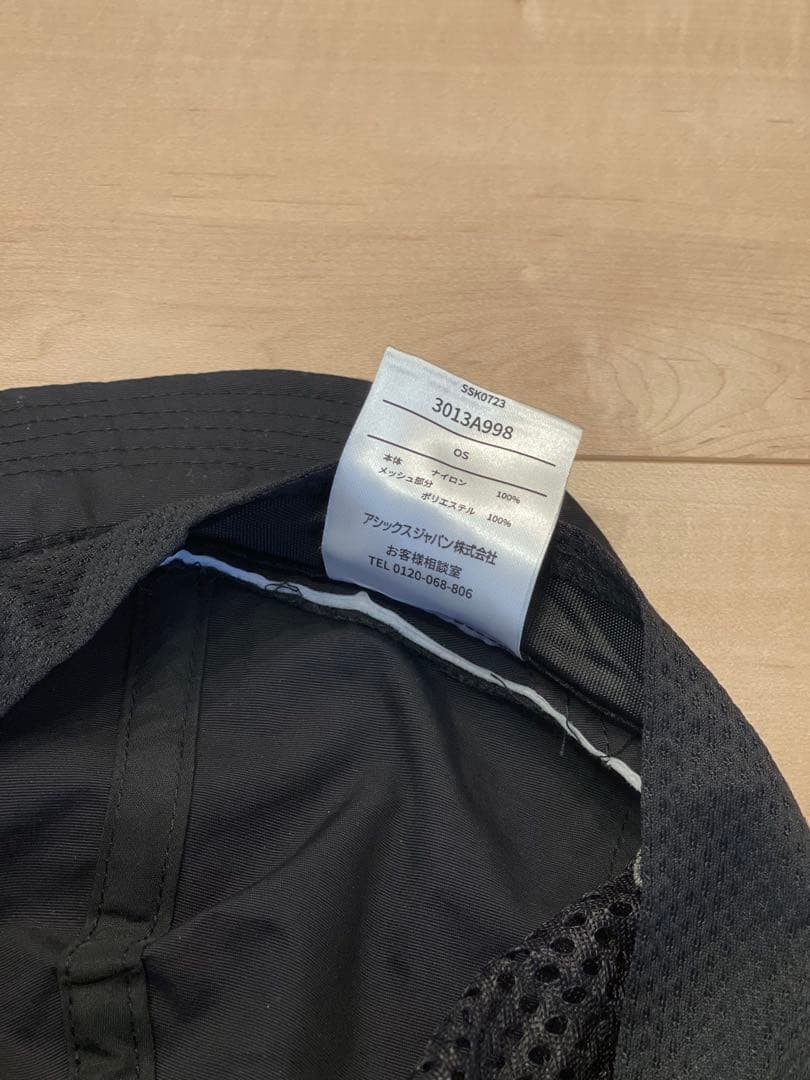 SSK0723
3013A998
OS
本体 ナイロン 100%
メッシュ部分
ポリエステル 100%
アシックスジャパン株式会社
お客様相談室
TEL 0120-068-806